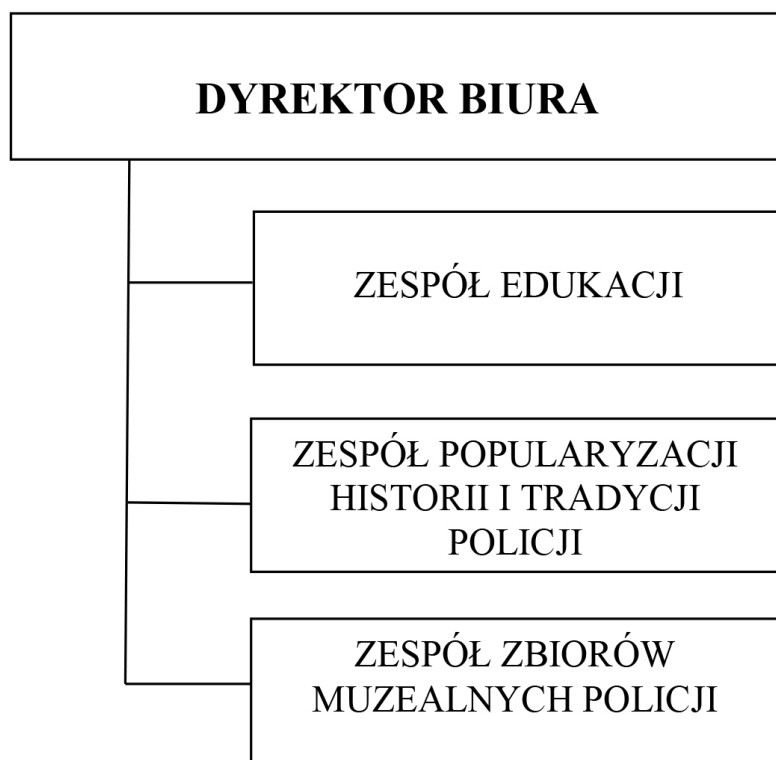 DYREKTOR BIURA
ZESPÓŁ EDUKACJI
ZESPÓŁ POPULARYZACJI
HISTORII I TRADYCJI
POLICJI
ZESPÓŁ ZBIORÓW
MUZEALNYCH POLICJI